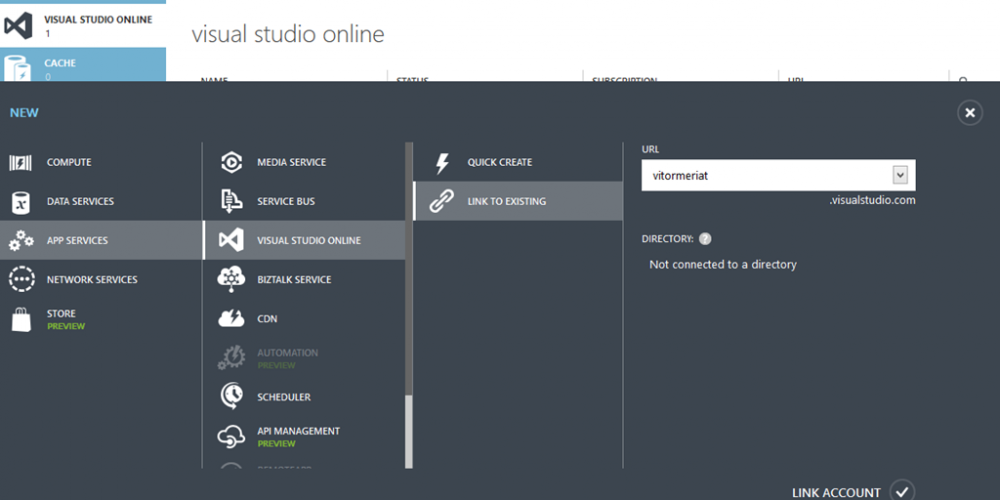 VISUAL STUDIO ONLINE
1
CACHE
0
visual studio online
NAME
STATUS
SUBSCRIPTION
URL
NEW
COMPUTE
DATA SERVICES
APP SERVICES
NETWORK SERVICES
STORE
PREVIEW
MEDIA SERVICE
SERVICE BUS
VISUAL STUDIO ONLINE
BIZTALK SERVICE
CDN
AUTOMATION
PREVIEW
SCHEDULER
API MANAGEMENT
PREVIEW
QUICK CREATE
LINK TO EXISTING
URL
vitormeriat
.visualstudio.com
DIRECTORY: ?
Not connected to a directory
LINK ACCOUNT